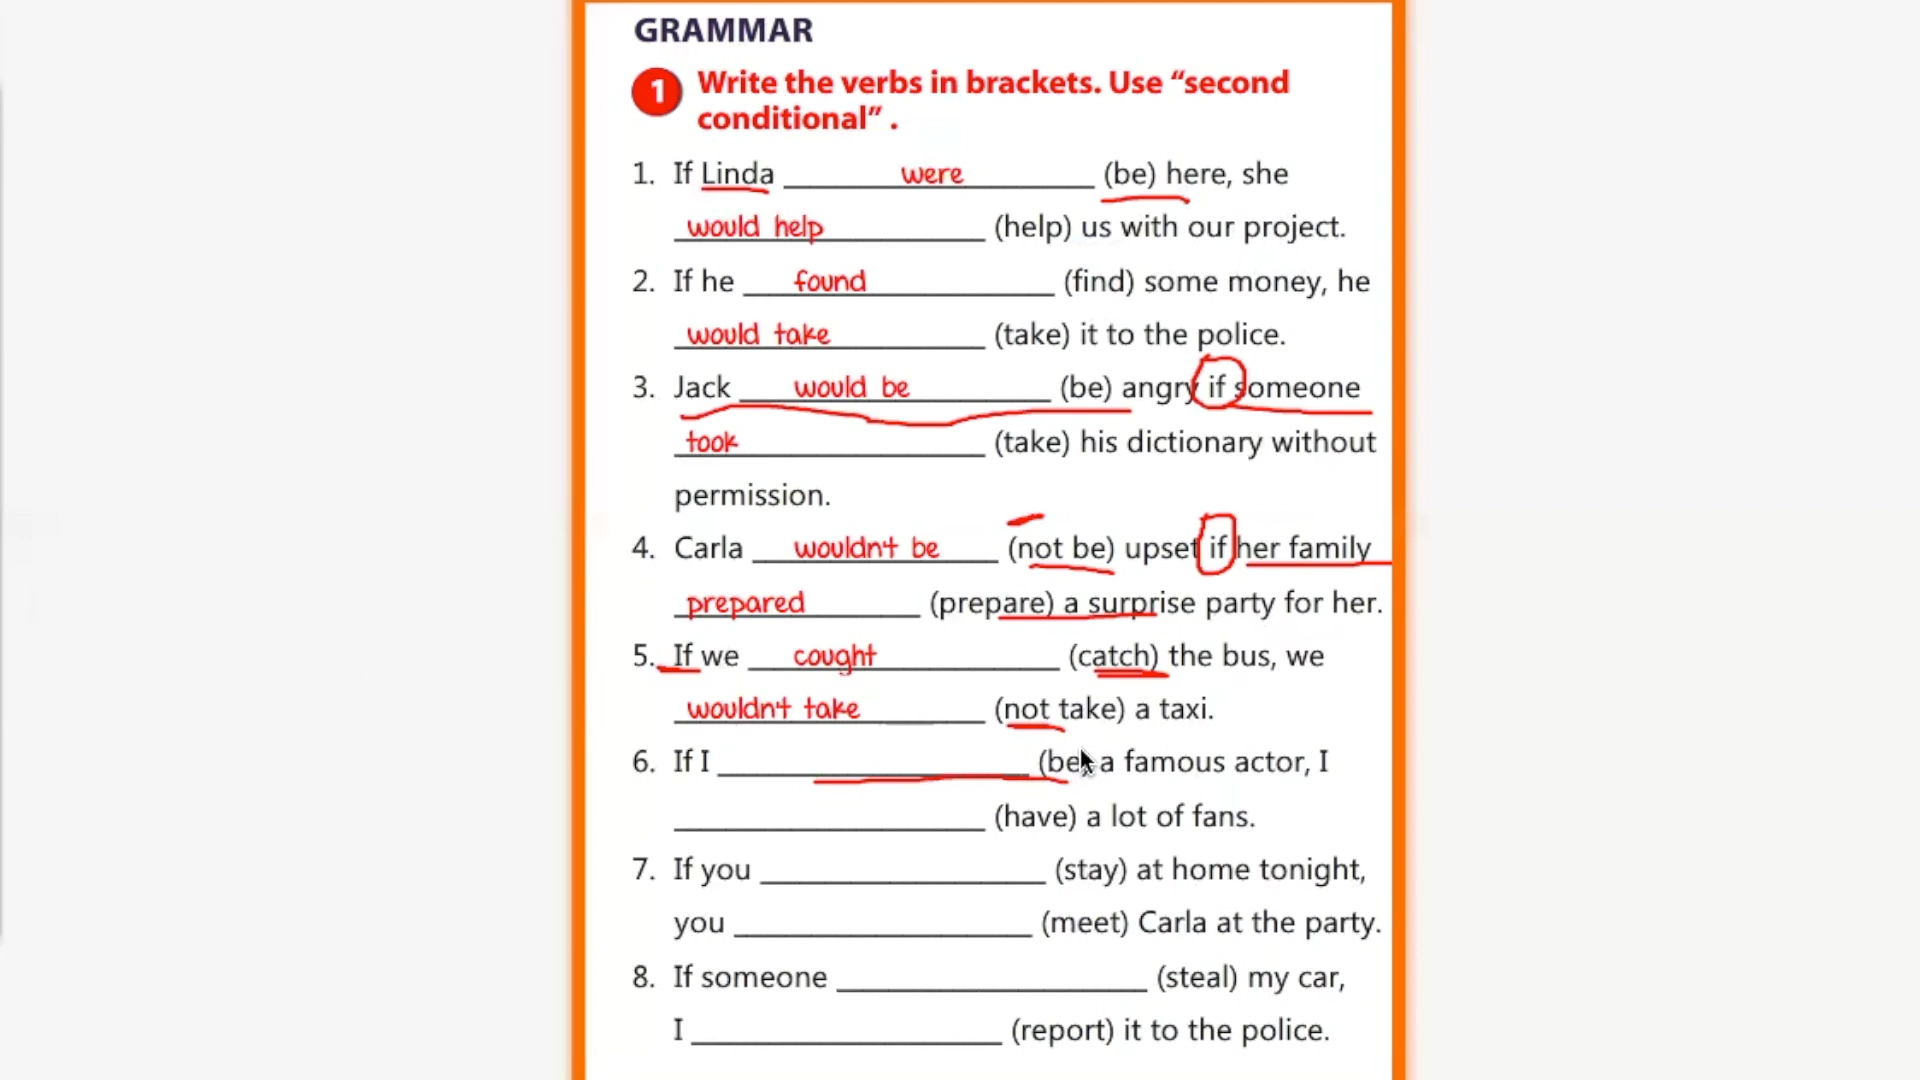 GRAMMAR
1 Write the verbs in brackets. Use “second
conditional” .
1. If Linda were (be) here, she
would help (help) us with our project.
2. If he found (find) some money, he
would take (take) it to the police.
3. Jack would be (be) angry if someone
took (take) his dictionary without
permission.
4. Carla wouldn't be (not be) upset if her family
prepared (prepare) a surprise party for her.
5. If we cought (catch) the bus, we
wouldn't take (not take) a taxi.
6. If I (be) a famous actor, I
(have) a lot of fans.
7. If you (stay) at home tonight,
you (meet) Carla at the party.
8. If someone (steal) my car,
I (report) it to the police.